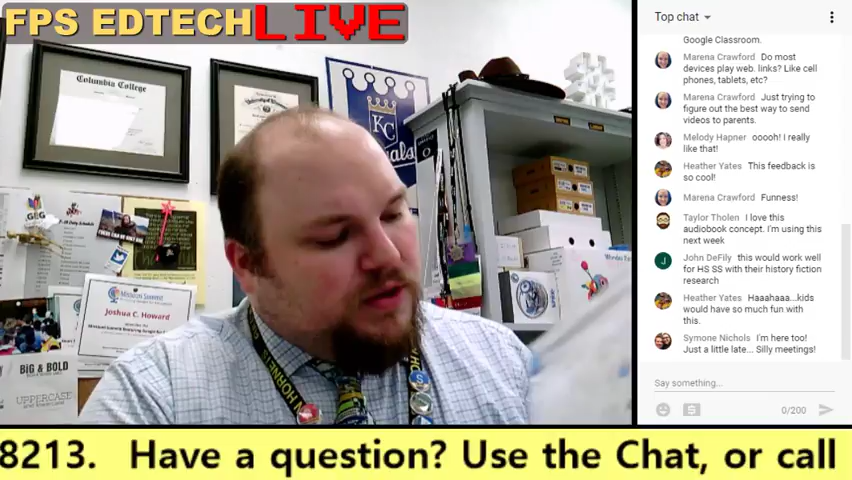 FPS EDTECH LIVE
Columbia College
University of
KC
Missouri Summit
Joshua C. Howard
BiG & BOLD
UPPERCASE
N HORNETS
Top chat
Google Classroom.
Marena Crawford Do most
devices play web. links? Like cell
phones, tablets, etc?
Marena Crawford Just trying to
figure out the best way to send
videos to parents.
Melody Hapner ooooh! I really
like that!
Heather Yates This feedback is
so cool!
Marena Crawford Funness!
Taylor Tholen I love this
audiobook concept. I'm using this
next week
John DeFily this would work well
for HS SS with their history fiction
research
Heather Yates Haaahaaa...kids
would have so much fun with
this.
Symone Nichols I'm here too!
Just a little late... Silly meetings!
Say something...
0/200
8213. Have a question? Use the Chat, or call